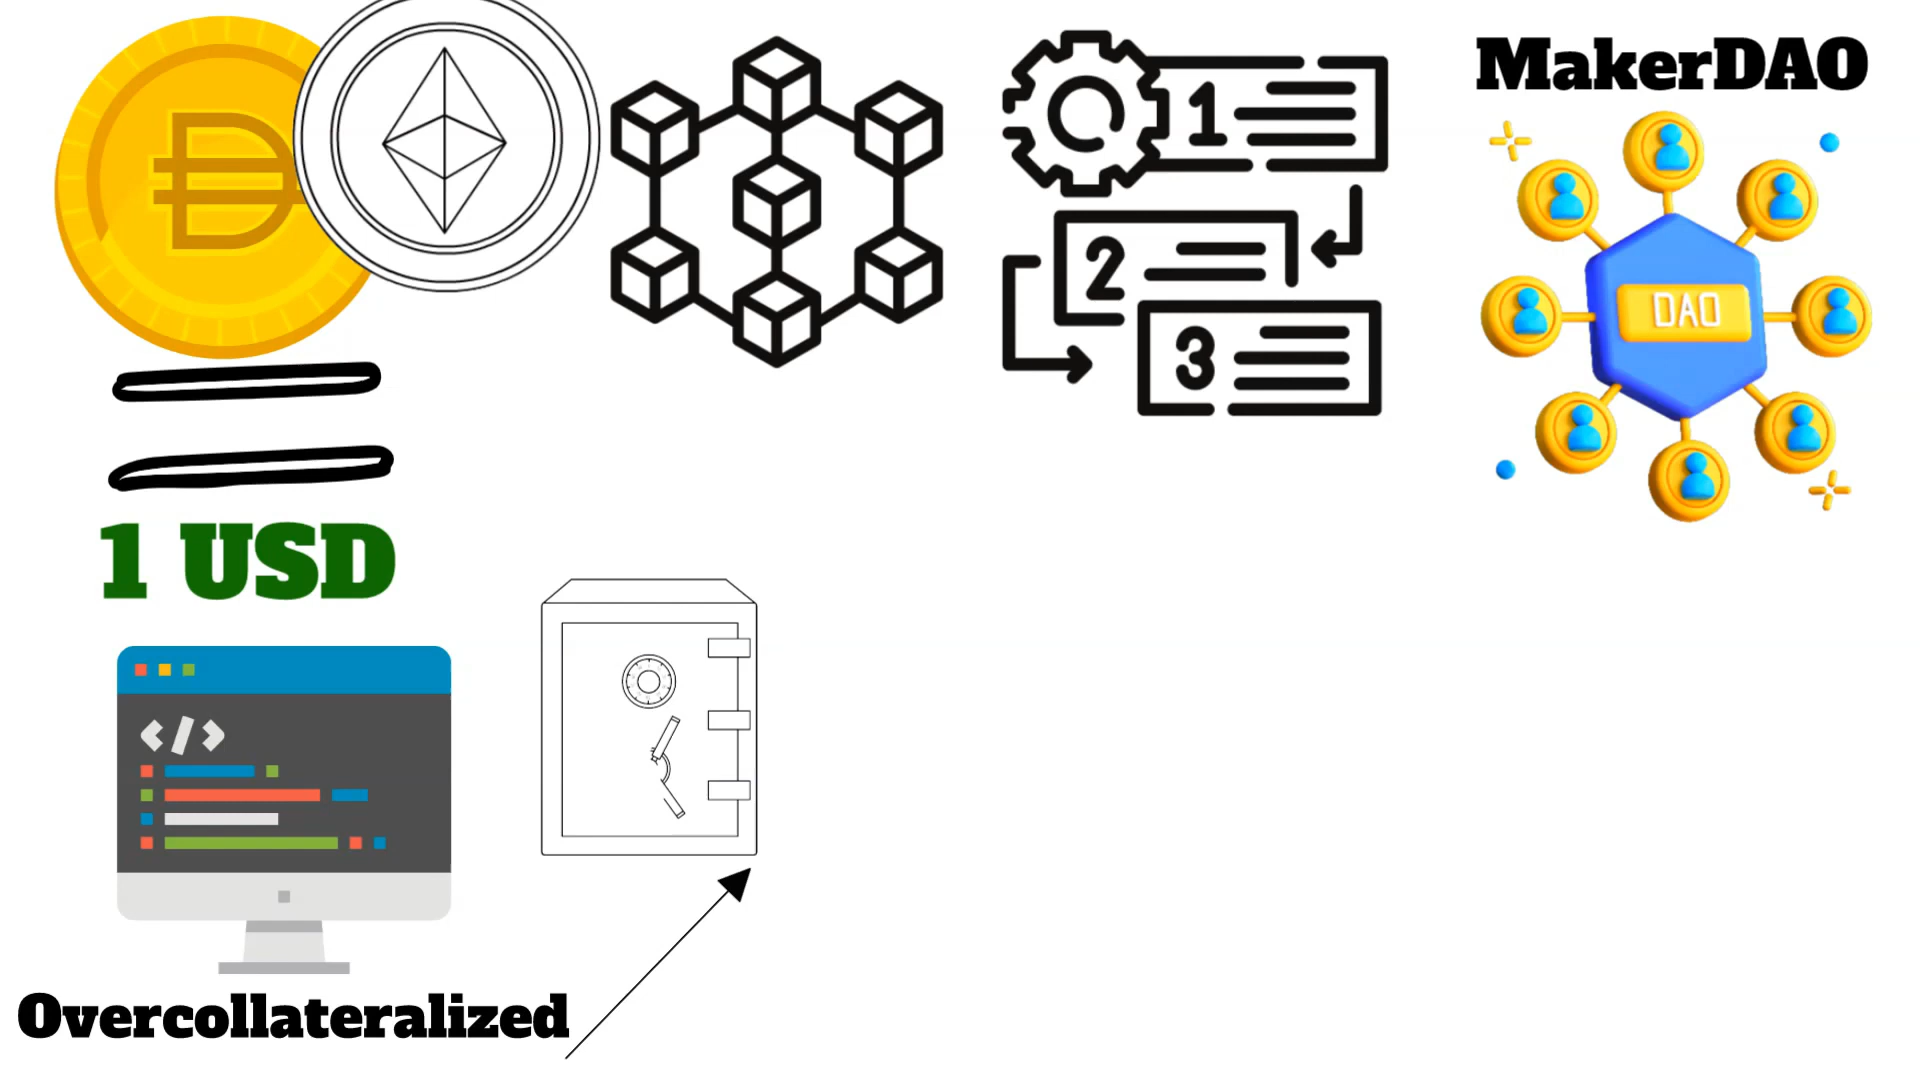 MakerDAO
1
2
3
DAO
1 USD
</>
Overcollateralized